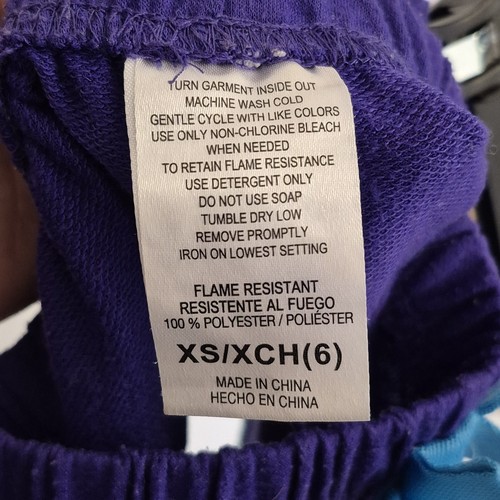 TURN GARMENT INSIDE OUT
MACHINE WASH COLD
GENTLE CYCLE WITH LIKE COLORS
USE ONLY NON-CHLORINE BLEACH
WHEN NEEDED
TO RETAIN FLAME RESISTANCE
USE DETERGENT ONLY
DO NOT USE SOAP
TUMBLE DRY LOW
REMOVE PROMPTLY
IRON ON LOWEST SETTING
FLAME RESISTANT
RESISTENTE AL FUEGO
100 % POLYESTER / POLIÉSTER
XS/XCH(6)
MADE IN CHINA
HECHO EN CHINA